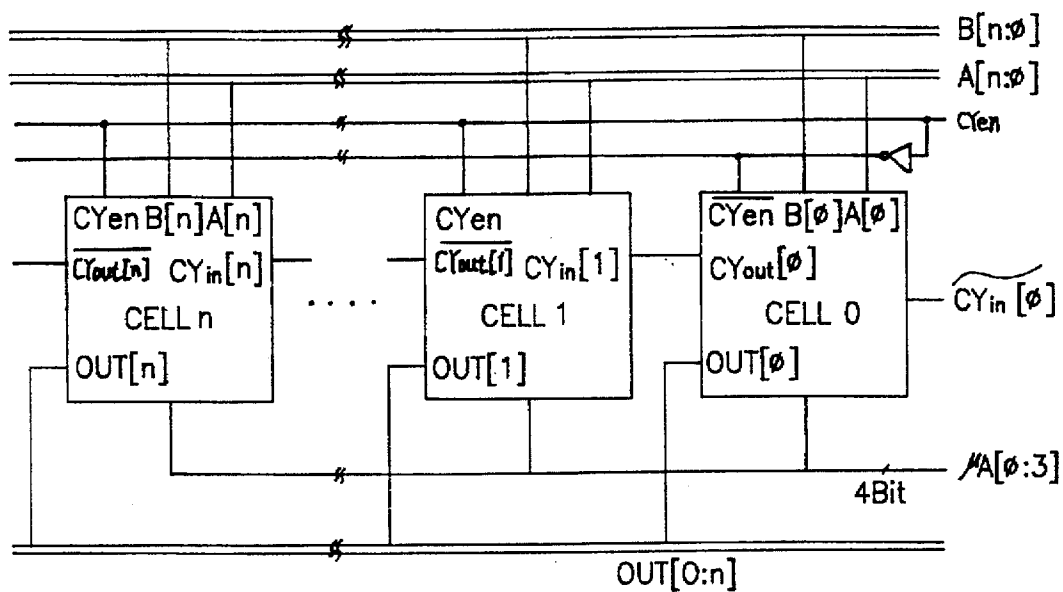 B[n:ø]
A[n:ø]
CYen
CYen B[n] A[n]
CYout[n] CYin[n]
CELL n
OUT[n]
. . . .
CYen
CYout[1] CYin[1]
CELL 1
OUT[1]
CYen B[ø] A[ø]
CYout[ø]
CELL 0
OUT[ø]
CYin[ø]
μA[ø:3]
4Bit
OUT[0:n]